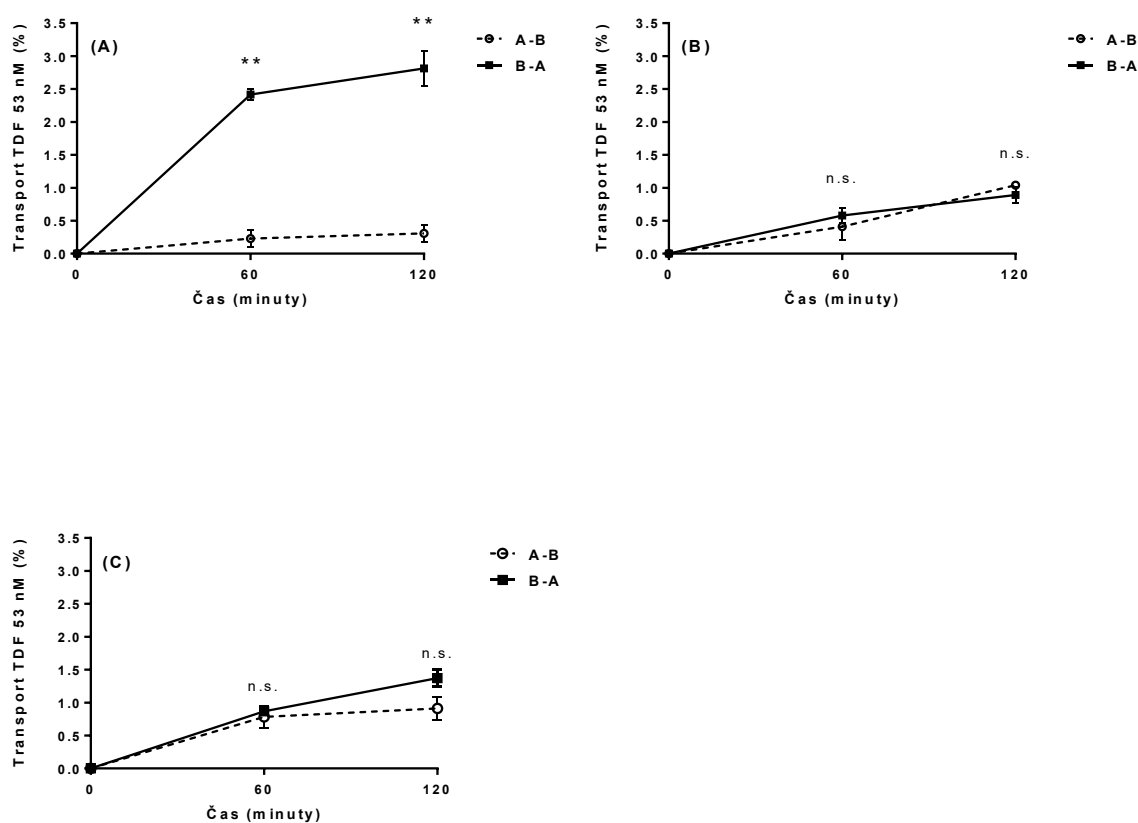 3.5
(A)
3.0
2.5
2.0
1.5
1.0
0.5
0.0
Transport TDF 53 nM (%)
**
**
0
60
120
Čas (minuty)
A-B
B-A
3.5
(B)
3.0
2.5
2.0
1.5
1.0
0.5
0.0
Transport TDF 53 nM (%)
n.s.
n.s.
0
60
120
Čas (minuty)
A-B
B-A
3.5
(C)
3.0
2.5
2.0
1.5
1.0
0.5
0.0
Transport TDF 53 nM (%)
n.s.
n.s.
0
60
120
Čas (minuty)
A-B
B-A